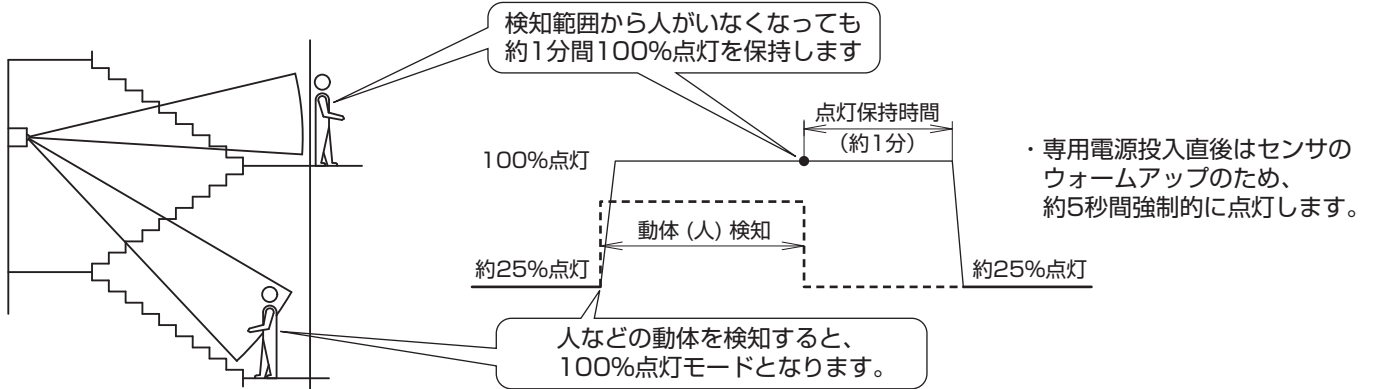 検知範囲から人がいなくなっても
約1分間100%点灯を保持します
点灯保持時間
（約1分）
100%点灯
・専用電源投入直後はセンサの
ウォームアップのため、
約5秒間強制的に点灯します。
動体 (人) 検知
約25%点灯
約25%点灯
人などの動体を検知すると、
100%点灯モードとなります。